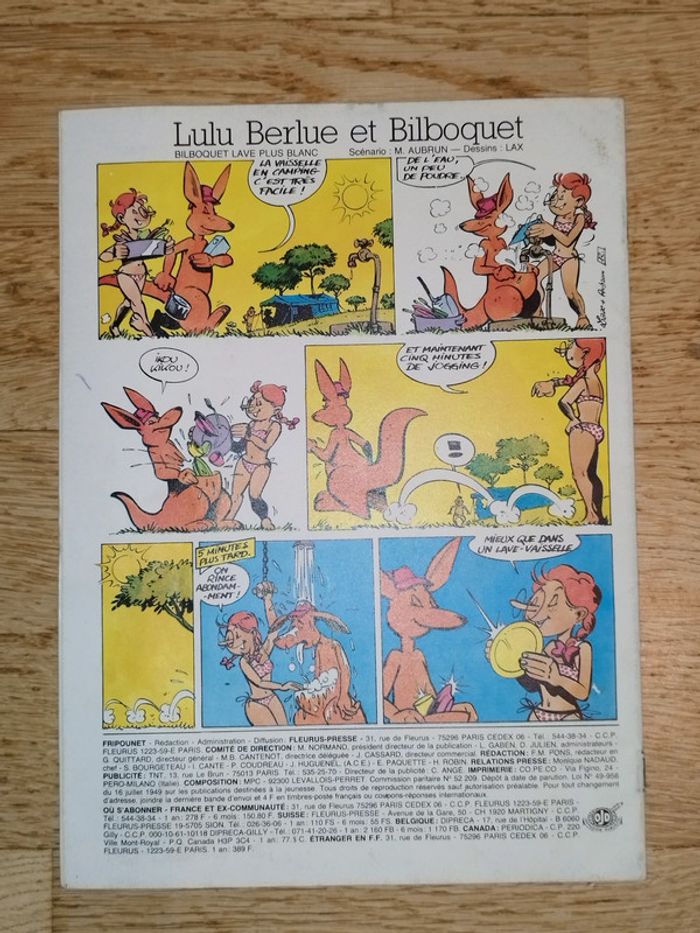 Lulu Berlue et Bilboquet
BILBOQUET LAVE PLUS BLANC
Scénario : M. AUBRUN — Dessins : LAX
LA VAISSELLE
EN CAMPING
C'EST TRÈS
FACILE !
DE L'EAU,
UN PEU
DE POUDRE.
IKOU
KIKOU !
ET MAINTENANT
CINQ MINUTES
DE JOGGING !
5 MINUTES
PLUS TARD.
ON
RINCE
ABONDAM-
MENT !
MIEUX QUE DANS
UN LAVE-VAISSELLE
FRIPOUNET - Rédaction - Administration - Diffusion : FLEURUS-PRESSE - 31, rue de Fleurus - 75296 PARIS CEDEX 06 - Tél. : 544-38-34 - C.C.P.
FLEURUS 1223-59-E PARIS. COMITÉ DE DIRECTION : M. NORMAND, président directeur de la publication - L. GABEN, D. JULIEN, administrateurs -
G. QUITTARD, directeur général - M.B. CANTENOT, directrice déléguée - J. CASSARD, directeur commercial. RÉDACTION : F.M. PONS, rédacteur en
chef - S. BOURGETEAU - I. CANTE - P. COUDREAU - J. HUGUENEL (A.C.E.) - E. PAQUETTE - H. ROBIN. RELATIONS PRESSE : Monique NADAUD.
PUBLICITÉ : TNT, 13, rue Le Brun - 75013 PARIS. Tél. : 535-25-70 - Directeur de la publicité : C. ANGÉ. IMPRIMERIE : CO.PE.CO - Via Figino, 24 -
PERO-MILANO (Italie). COMPOSITION : MPC - 92300 LEVALLOIS-PERRET. Commission paritaire N° 52 209. Dépôt à date de parution. Loi N° 49-956
du 16 juillet 1949 sur les publications destinées à la jeunesse. Tous droits de reproduction réservés sauf autorisation préalable. Pour tout changement
d'adresse, joindre la dernière bande d'envoi et 4 F en timbres-poste français ou coupons-réponses internationaux.
OÙ S'ABONNER - FRANCE ET EX-COMMUNAUTÉ : 31, rue de Fleurus 75296 PARIS CEDEX 06 - C.C.P. FLEURUS 1223-59-E PARIS -
Tél. : 544-38-34 - 1 an : 278 F - 6 mois : 150,80 F. SUISSE : FLEURUS-PRESSE - Avenue de la Gare, 50 - CH 1920 MARTIGNY - C.C.P.
FLEURUS-PRESSE 19-5705 SION. Tél. : 026-36-06 - 1 an : 110 FS - 6 mois : 55 FS. BELGIQUE : DIPRECA - 17, rue de l'Hôpital - B 6060
Gilly - C.C.P. 000-10-61-10118 DIPRECA-GILLY - Tél : 071-41-20-26 - 1 an : 2 160 FB - 6 mois : 1 170 FB. CANADA : PERIODICA - C.P. 220
Ville Mont-Royal - P.Q. Canada H3P 3C4 - 1 an : 77,5 C. ÉTRANGER EN F.F. 31, rue de Fleurus 75296 PARIS CEDEX 06 - C.C.P.
FLEURUS - 1223-59-E PARIS. 1 an : 389 F.